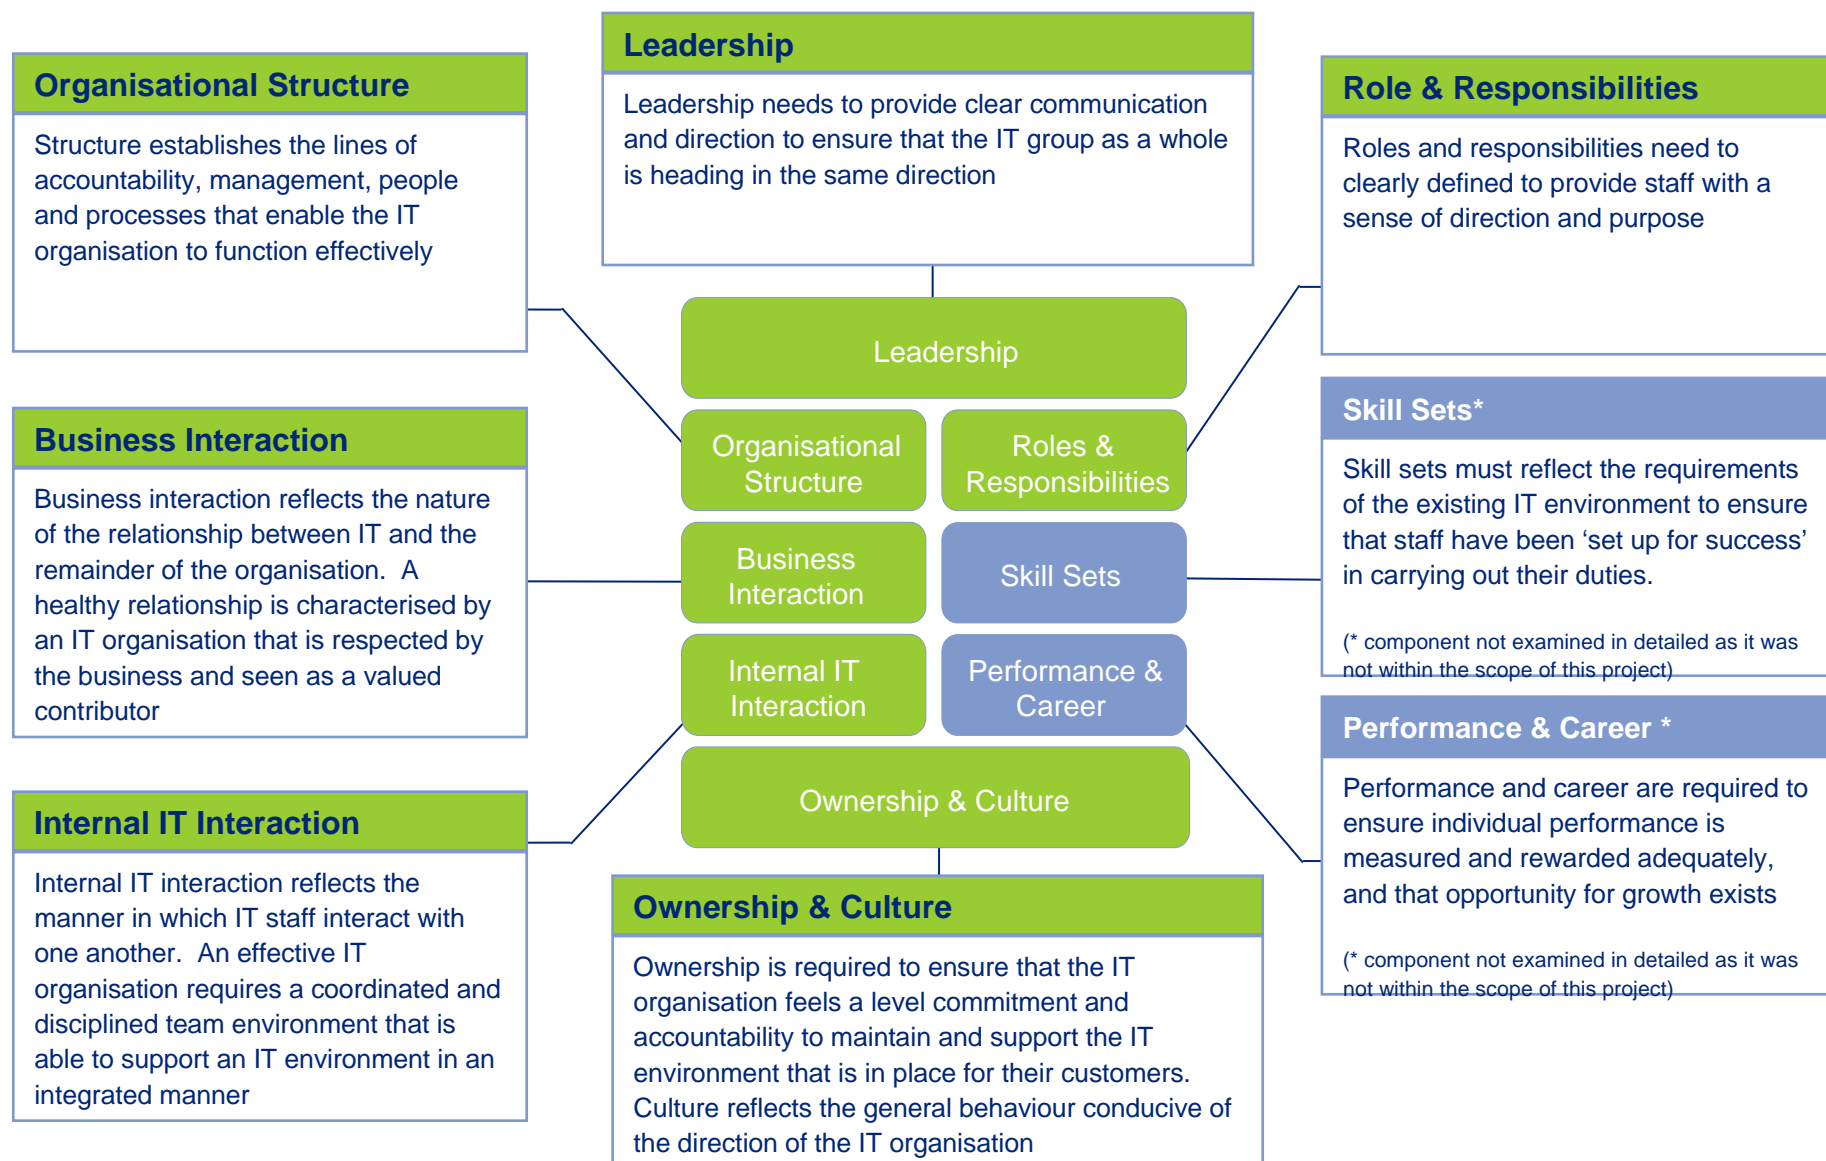 Leadership
Leadership needs to provide clear communication
and direction to ensure that the IT group as a whole
is heading in the same direction
Organisational Structure
Structure establishes the lines of
accountability, management, people
and processes that enable the IT
organisation to function effectively
Role & Responsibilities
Roles and responsibilities need to
clearly defined to provide staff with a
sense of direction and purpose
Leadership
Organisational
Structure
Roles &
Responsibilities
Business
Interaction
Skill Sets
Internal IT
Interaction
Performance &
Career
Ownership & Culture
Business Interaction
Business interaction reflects the nature
of the relationship between IT and the
remainder of the organisation.  A
healthy relationship is characterised by
an IT organisation that is respected by
the business and seen as a valued
contributor
Skill Sets*
Skill sets must reflect the requirements
of the existing IT environment to ensure
that staff have been ‘set up for success’
in carrying out their duties.
(* component not examined in detailed as it was
not within the scope of this project)
Internal IT Interaction
Internal IT interaction reflects the
manner in which IT staff interact with
one another.  An effective IT
organisation requires a coordinated and
disciplined team environment that is
able to support an IT environment in an
integrated manner
Performance & Career *
Performance and career are required to
ensure individual performance is
measured and rewarded adequately,
and that opportunity for growth exists
(* component not examined in detailed as it was
not within the scope of this project)
Ownership & Culture
Ownership is required to ensure that the IT
organisation feels a level commitment and
accountability to maintain and support the IT
environment that is in place for their customers.
Culture reflects the general behaviour conducive of
the direction of the IT organisation